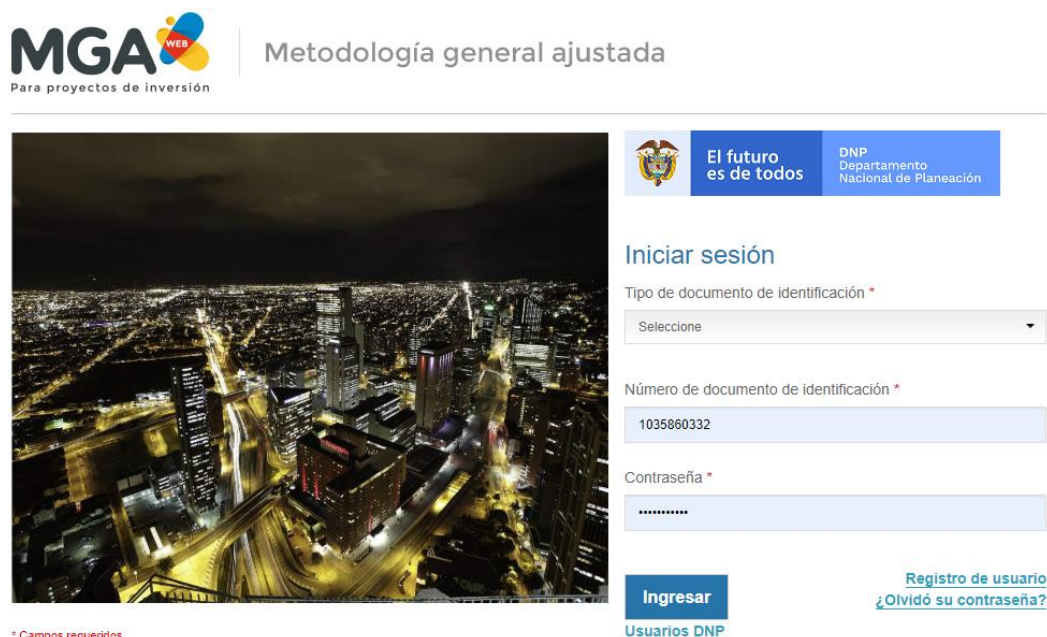 MGA WEB
Para proyectos de inversión
Metodología general ajustada
El futuro
es de todos
DNP
Departamento
Nacional de Planeación
Iniciar sesión
Tipo de documento de identificación *
Seleccione
Número de documento de identificación *
1035860332
Contraseña *
•••••••••••
Ingresar
Registro de usuario
¿Olvidó su contraseña?
Usuarios DNP
* Campos requeridos